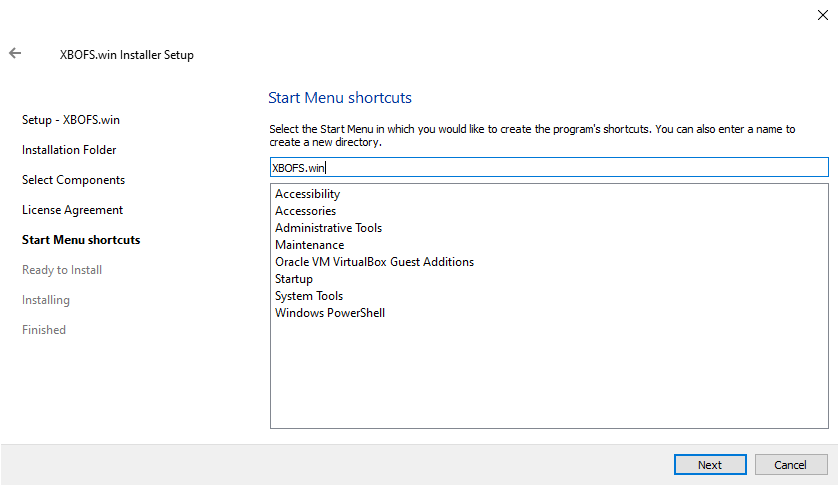 XBOFS.win Installer Setup
Setup - XBOFS.win
Installation Folder
Select Components
License Agreement
Start Menu shortcuts
Ready to Install
Installing
Finished
Start Menu shortcuts
Select the Start Menu in which you would like to create the program's shortcuts. You can also enter a name to
create a new directory.
XBOFS.win
Accessibility
Accessories
Administrative Tools
Maintenance
Oracle VM VirtualBox Guest Additions
Startup
System Tools
Windows PowerShell
Next
Cancel